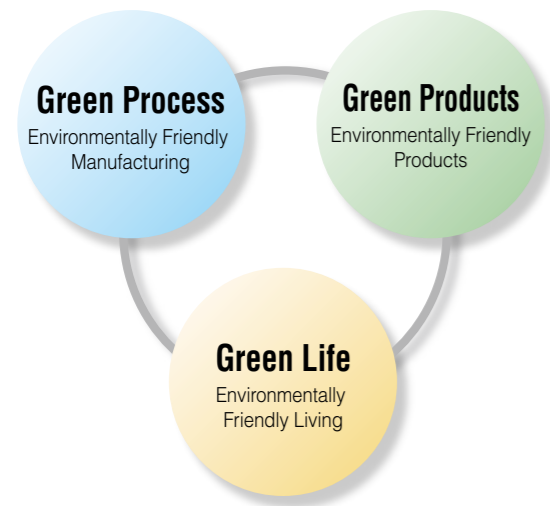 Green Process
Environmentally Friendly
Manufacturing
Green Products
Environmentally Friendly
Products
Green Life
Environmentally
Friendly Living